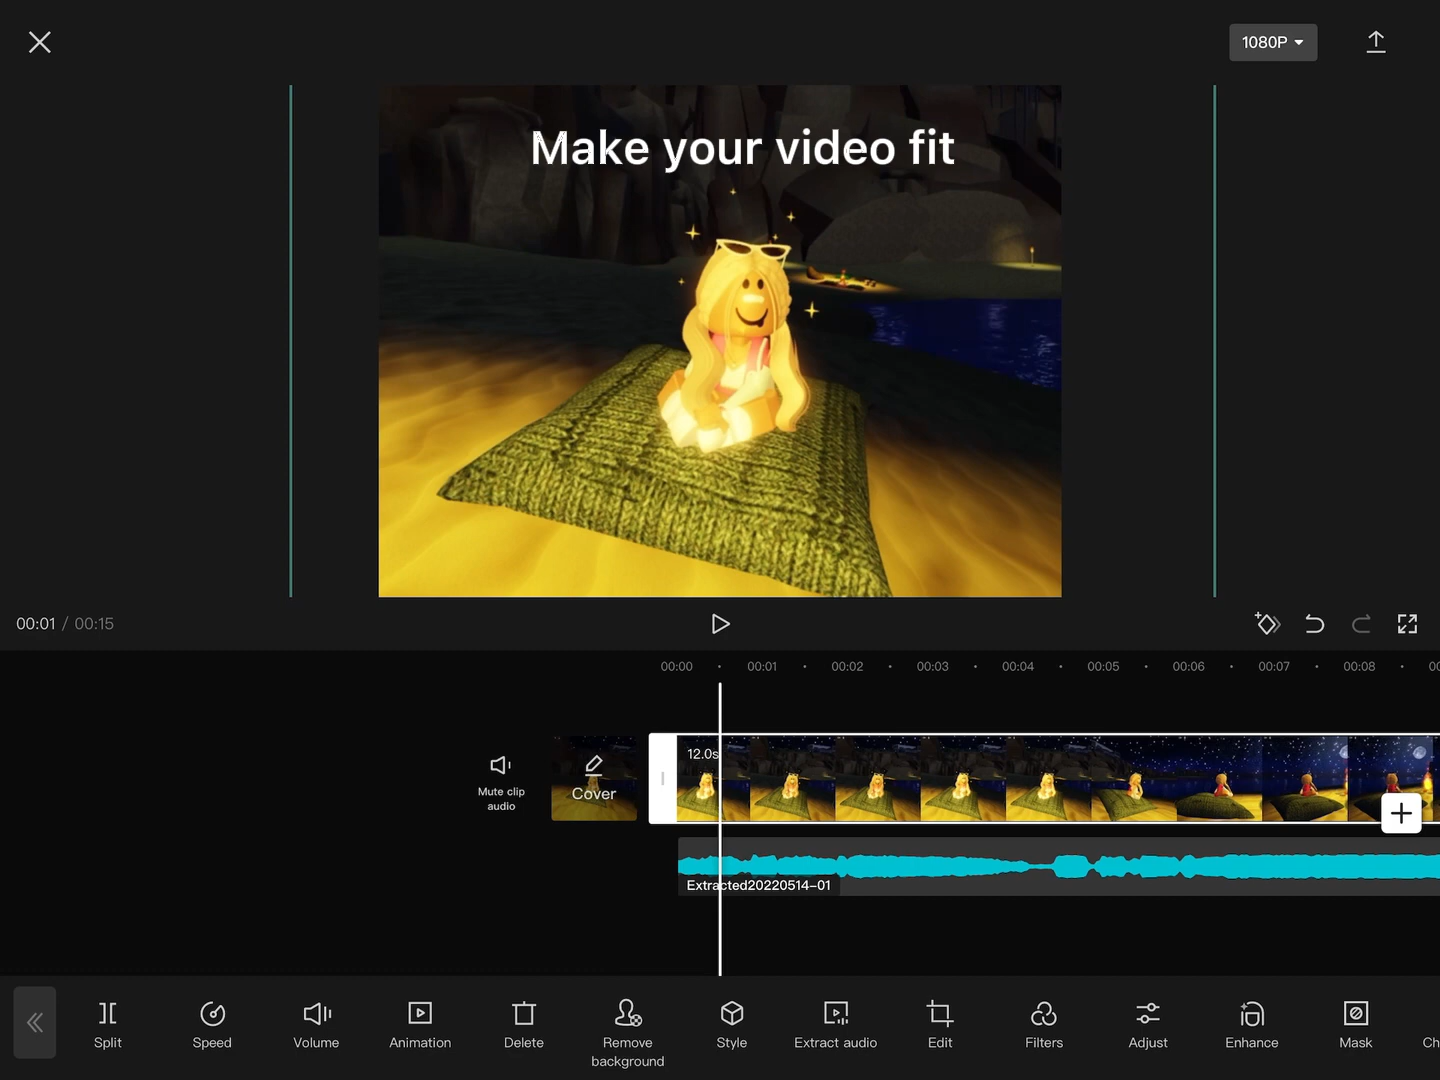 1080P
Make your video fit
00:01 / 00:15
00:00 00:01 00:02 00:03 00:04 00:05 00:06 00:07 00:08 00
12.0s
Mute clip
audio
Cover
Extracted20220514-01
Split Speed Volume Animation Delete Remove background Style Extract audio Edit Filters Adjust Enhance Mask Ch